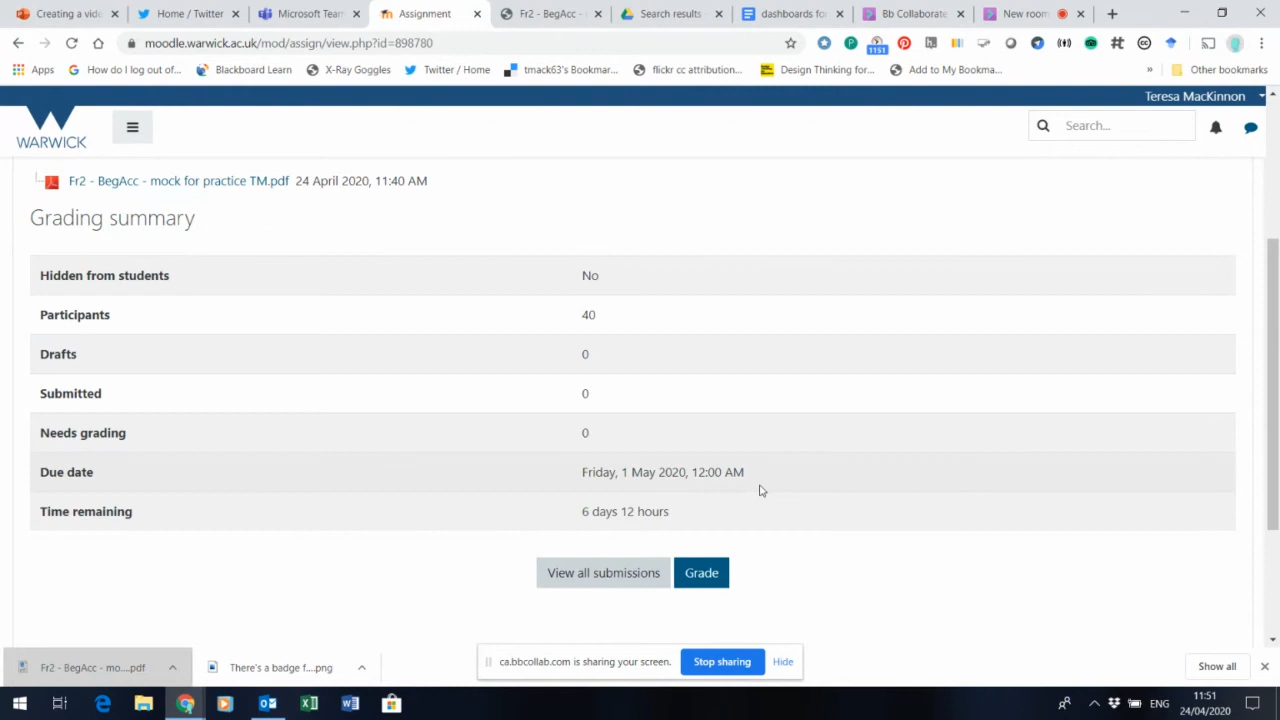 Creating a vide
Home / Twitter
Microsoft Team
Assignment
Fr2 - BegAcc -
Search results
dashboards fo
Bb Collaborate
New room
moodle.warwick.ac.uk/mod/assign/view.php?id=898780
1151
Apps
How do I log out of...
Blackboard Learn
X-Ray Goggles
Twitter / Home
tmack63's Bookmar...
flickr cc attribution...
Design Thinking for...
Add to My Bookma...
Other bookmarks
Teresa MacKinnon
WARWICK
Search...
Fr2 - BegAcc - mock for practice TM.pdf 24 April 2020, 11:40 AM
Grading summary
Hidden from students No
Participants 40
Drafts 0
Submitted 0
Needs grading 0
Due date Friday, 1 May 2020, 12:00 AM
Time remaining 6 days 12 hours
View all submissions Grade
ca.bbcollab.com is sharing your screen. Stop sharing Hide
Fr2 - BegAcc - mo....pdf
There's a badge f....png
Show all
ENG
11:51
24/04/2020